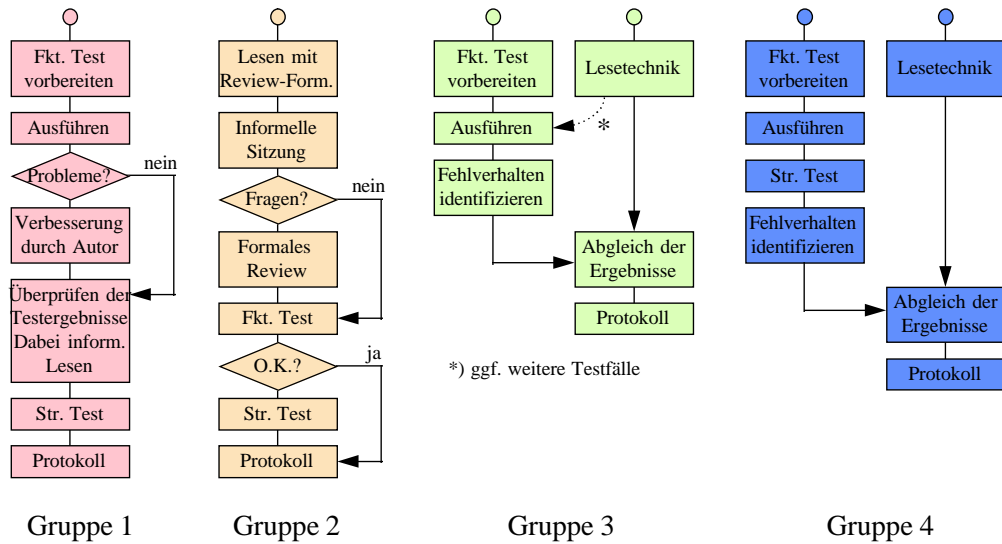 Fkt. Test
vorbereiten
Ausführen
Probleme?
nein
Verbesserung
durch Autor
Überprüfen der
Testergebnisse
Dabei inform.
Lesen
Str. Test
Protokoll
Gruppe 1
Lesen mit
Review-Form.
Informelle
Sitzung
Fragen?
nein
Formales
Review
Fkt. Test
O.K.?
ja
Str. Test
Protokoll
Gruppe 2
Fkt. Test
vorbereiten
Lesetechnik
Ausführen
*
Fehlverhalten
identifizieren
Abgleich der
Ergebnisse
Protokoll
*) ggf. weitere Testfälle
Gruppe 3
Fkt. Test
vorbereiten
Lesetechnik
Ausführen
Str. Test
Fehlverhalten
identifizieren
Abgleich der
Ergebnisse
Protokoll
Gruppe 4